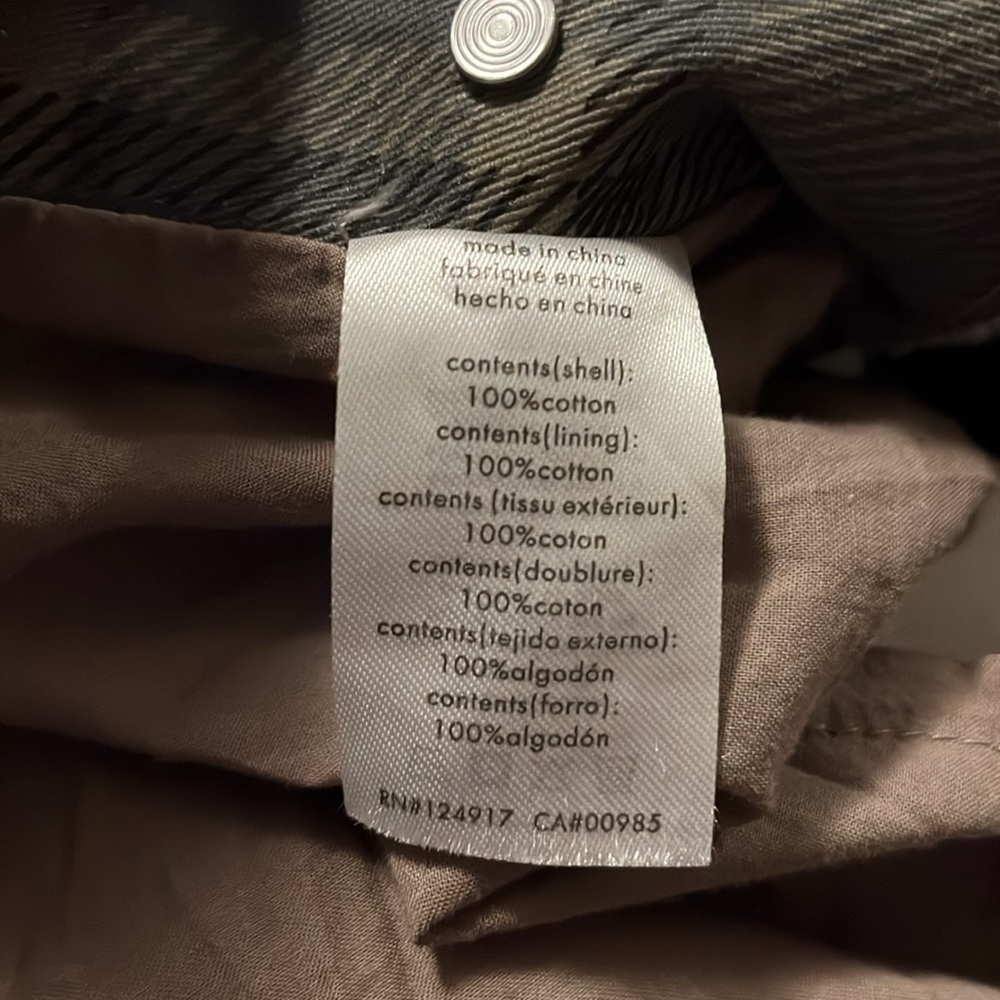 made in china
fabriqué en chine
hecho en china
contents(shell):
100%cotton
contents(lining):
100%cotton
contents (tissu extérieur):
100%coton
contents(doublure):
100%coton
contents(tejido externo):
100%algodón
contents(forro):
100%algodón
RN#124917 CA#00985